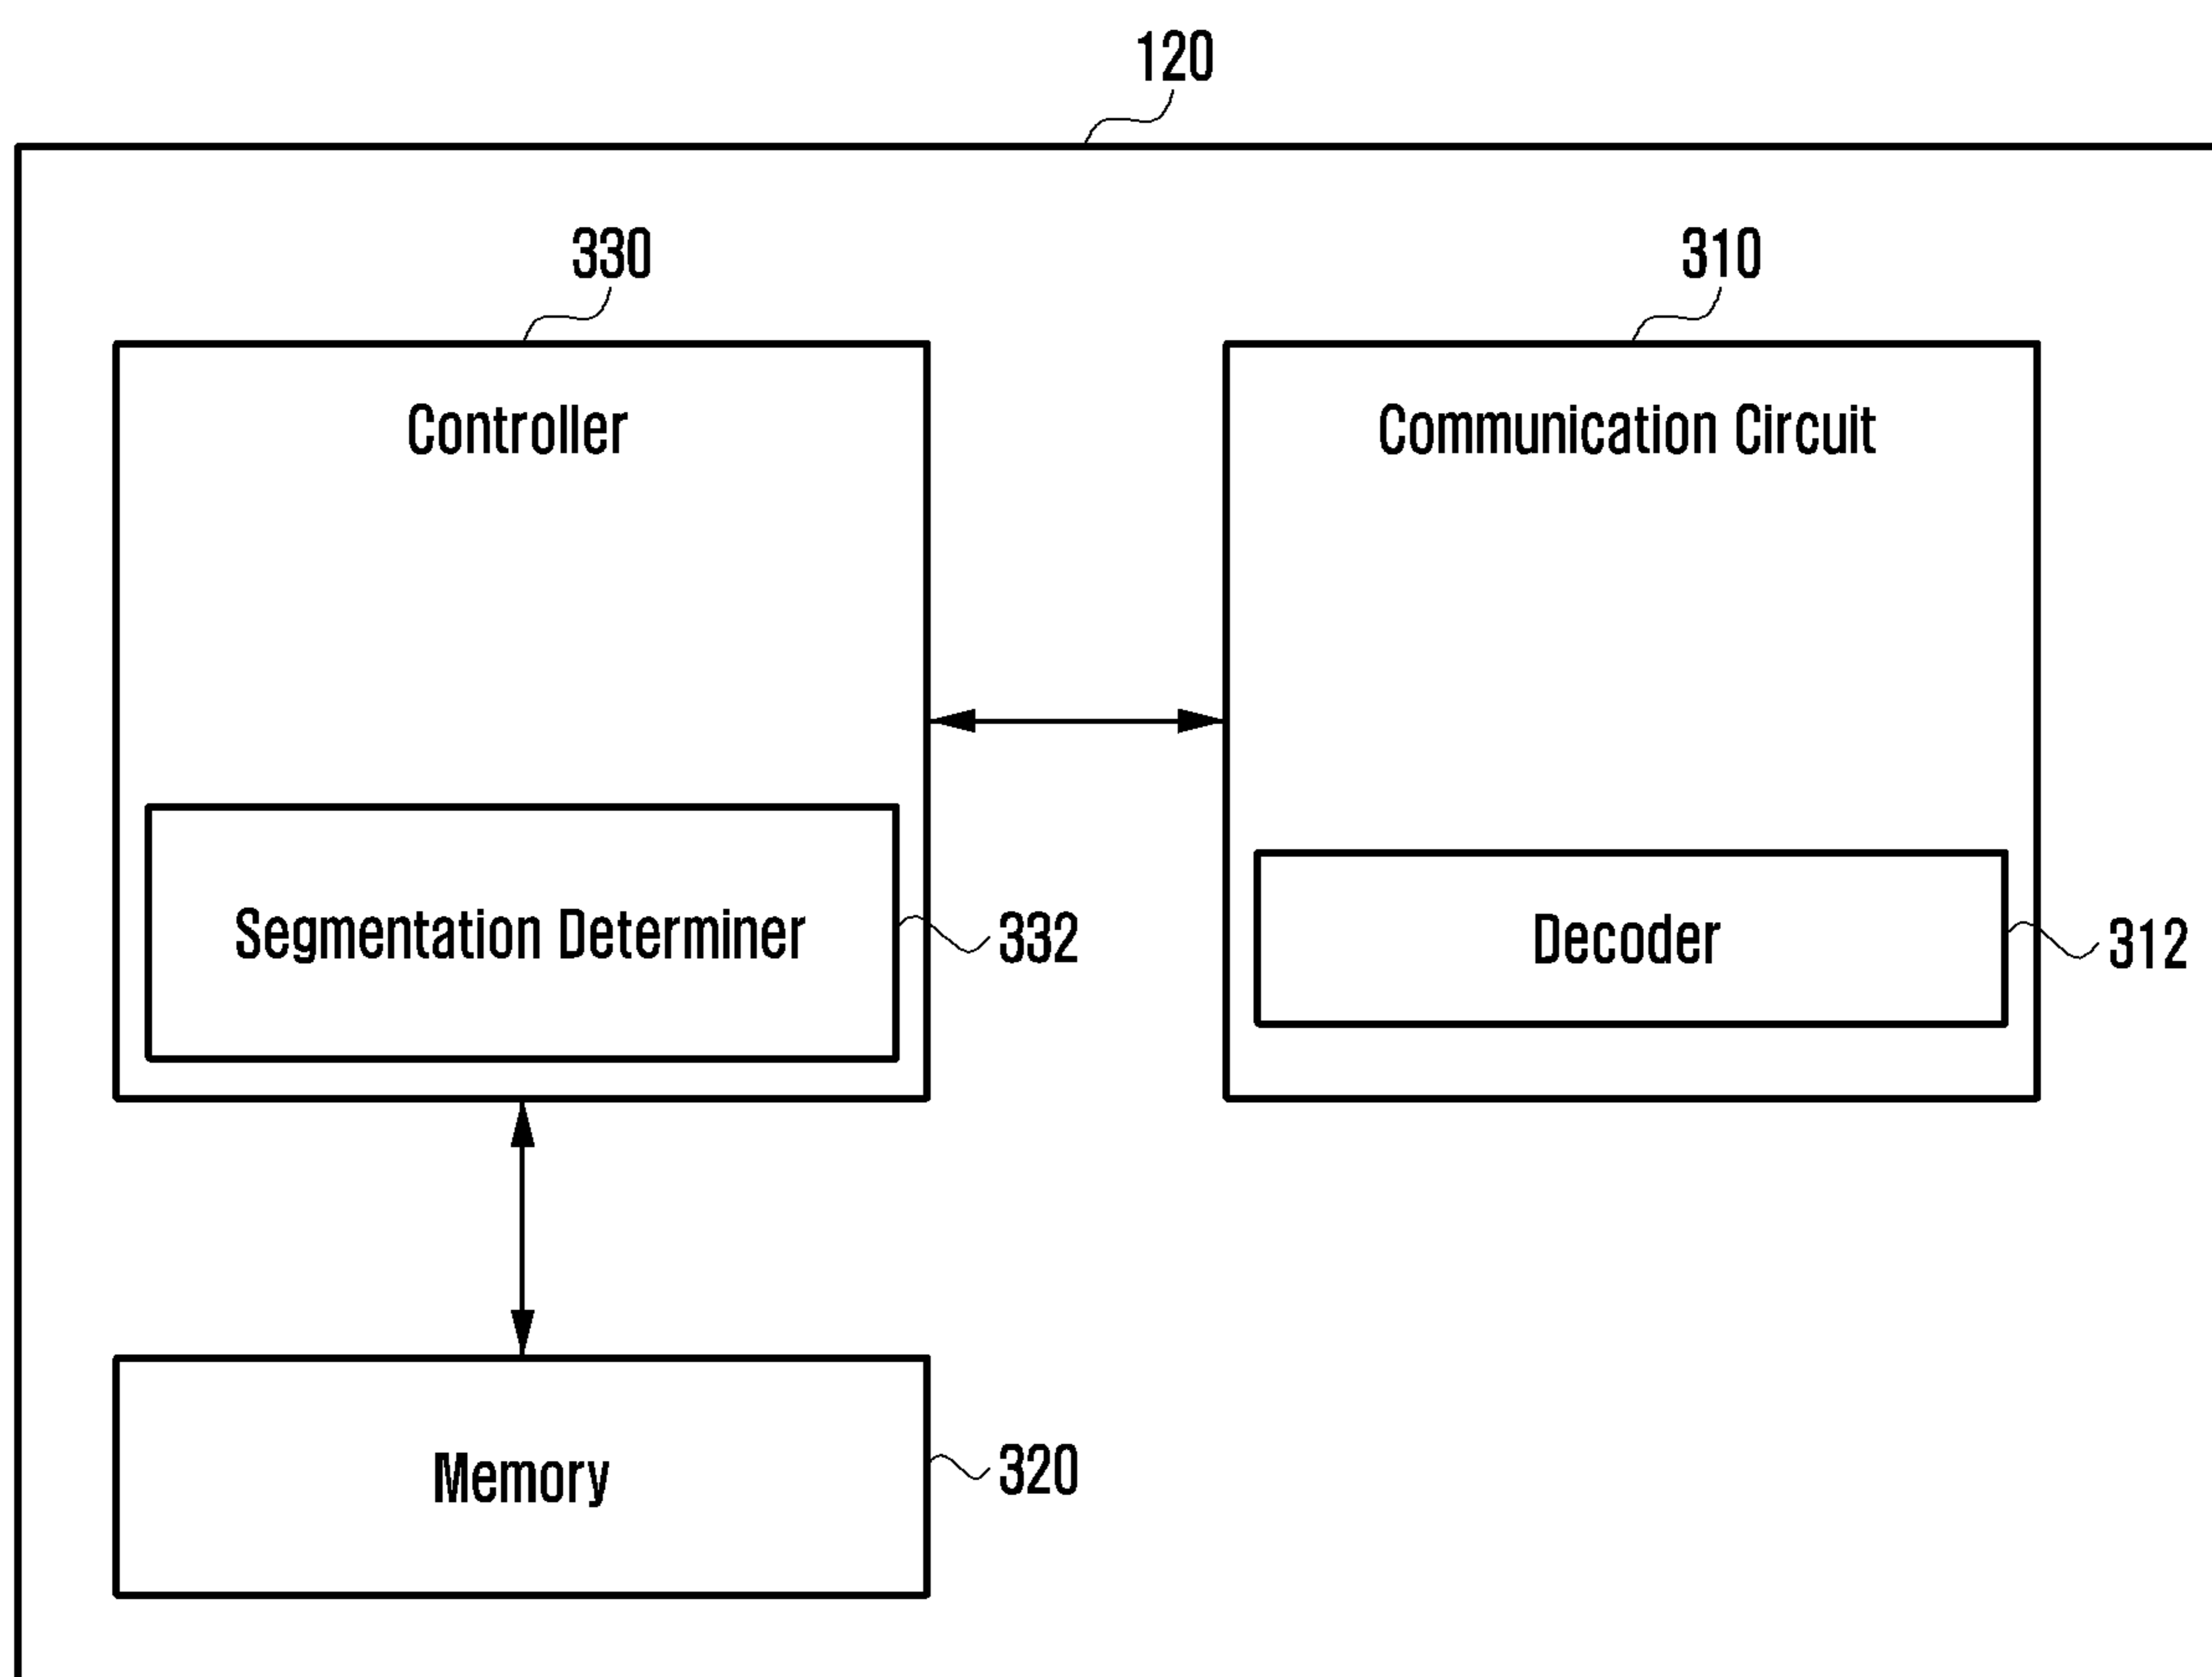 120
330
310
Controller
Communication Circuit
Segmentation Determiner
332
Decoder
312
Memory
320